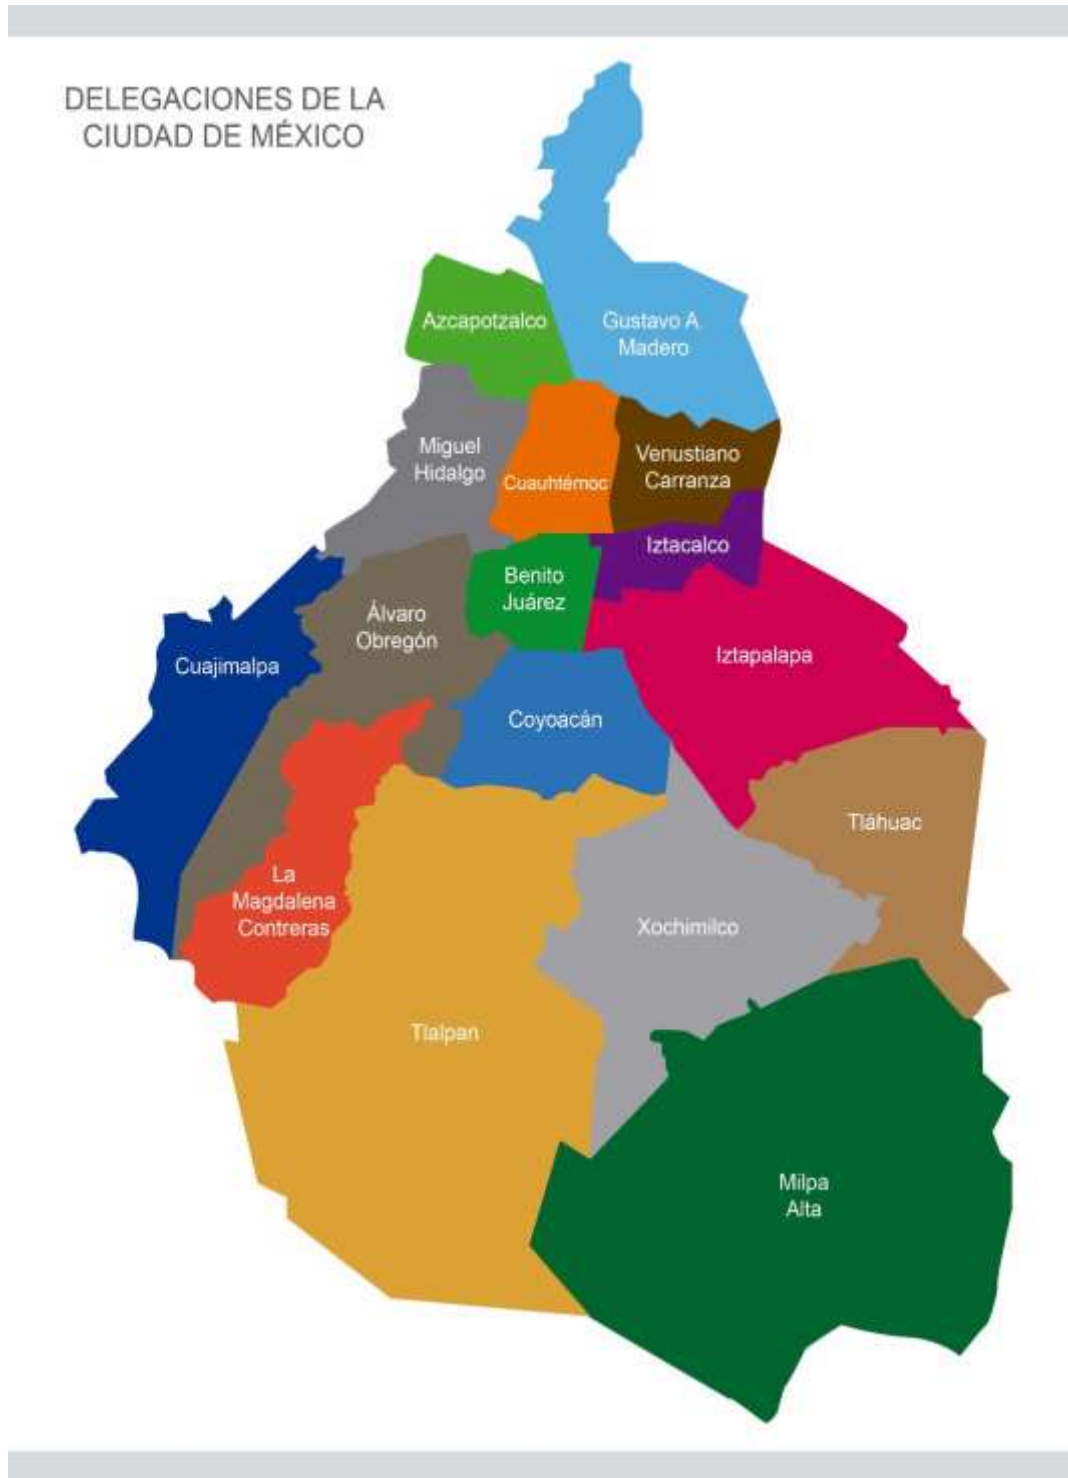 DELEGACIONES DE LA
CIUDAD DE MÉXICO
Azcapotzalco
Gustavo A.
Madero
Miguel
Hidalgo
Cuauhtémoc
Venustiano
Carranza
Iztacalco
Benito
Juárez
Álvaro
Obregón
Cuajimalpa
Iztapalapa
Coyoacán
Tláhuac
La
Magdalena
Contreras
Xochimilco
Tlalpan
Milpa
Alta